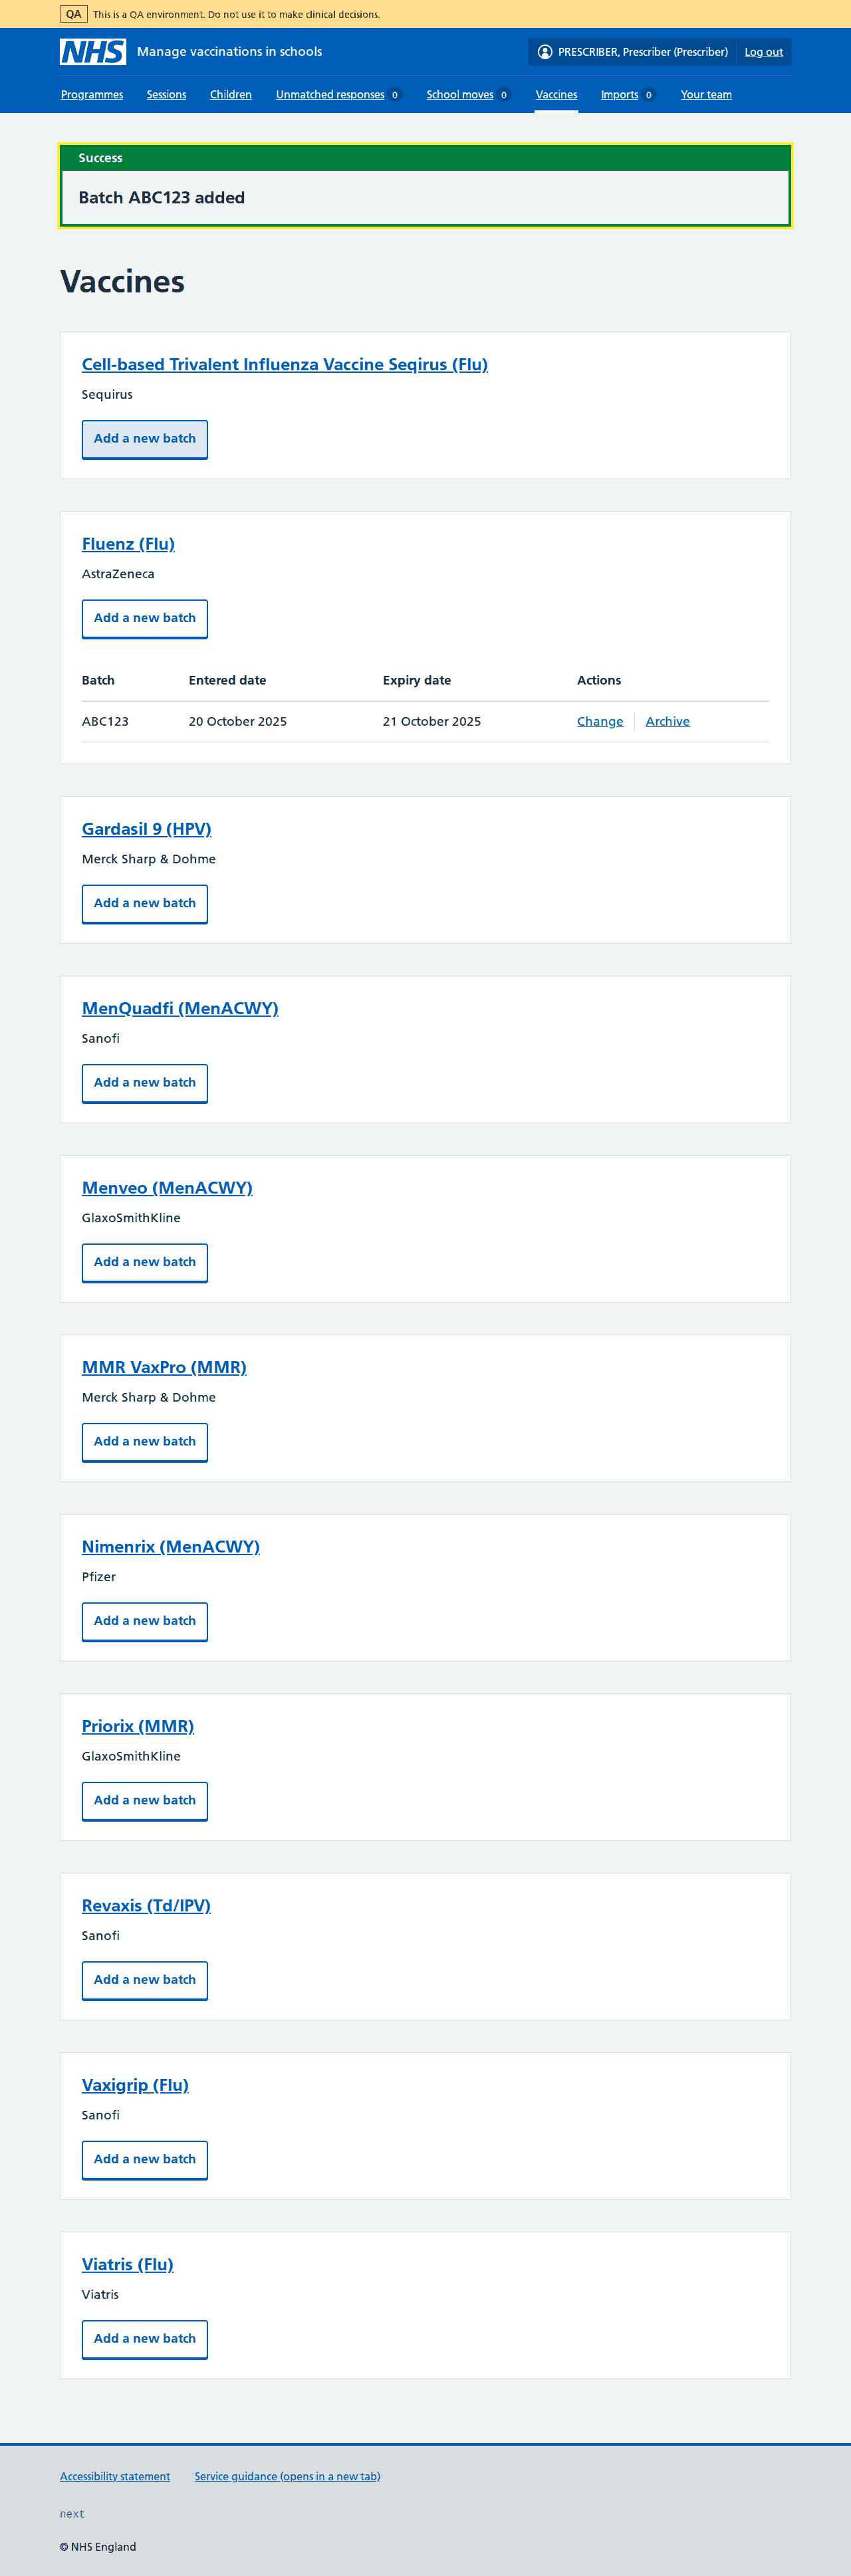 QA This is a QA environment. Do not use it to make clinical decisions.
NHS Manage vaccinations in schools PRESCRIBER, Prescriber (Prescriber) Log out
Programmes Sessions Children Unmatched responses 0 School moves 0 Vaccines Imports 0 Your team
Success
Batch ABC123 added
Vaccines
Cell-based Trivalent Influenza Vaccine Seqirus (Flu)
Sequirus
Add a new batch
Fluenz (Flu)
AstraZeneca
Add a new batch
Batch Entered date Expiry date Actions
ABC123 20 October 2025 21 October 2025 Change Archive
Gardasil 9 (HPV)
Merck Sharp & Dohme
Add a new batch
MenQuadfi (MenACWY)
Sanofi
Add a new batch
Menveo (MenACWY)
GlaxoSmithKline
Add a new batch
MMR VaxPro (MMR)
Merck Sharp & Dohme
Add a new batch
Nimenrix (MenACWY)
Pfizer
Add a new batch
Priorix (MMR)
GlaxoSmithKline
Add a new batch
Revaxis (Td/IPV)
Sanofi
Add a new batch
Vaxigrip (Flu)
Sanofi
Add a new batch
Viatris (Flu)
Viatris
Add a new batch
Accessibility statement Service guidance (opens in a new tab)
next
© NHS England